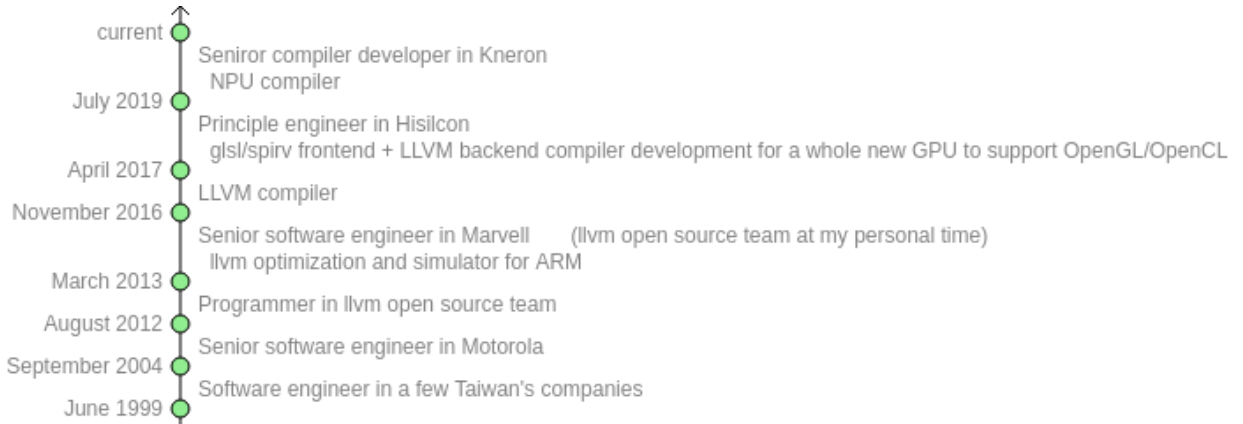 current
Seniror compiler developer in Kneron
NPU compiler
July 2019
Principle engineer in Hisilcon
glsl/spirv frontend + LLVM backend compiler development for a whole new GPU to support OpenGL/OpenCL
April 2017
LLVM compiler
November 2016
Senior software engineer in Marvell (llvm open source team at my personal time)
llvm optimization and simulator for ARM
March 2013
Programmer in llvm open source team
August 2012
Senior software engineer in Motorola
September 2004
Software engineer in a few Taiwan's companies
June 1999